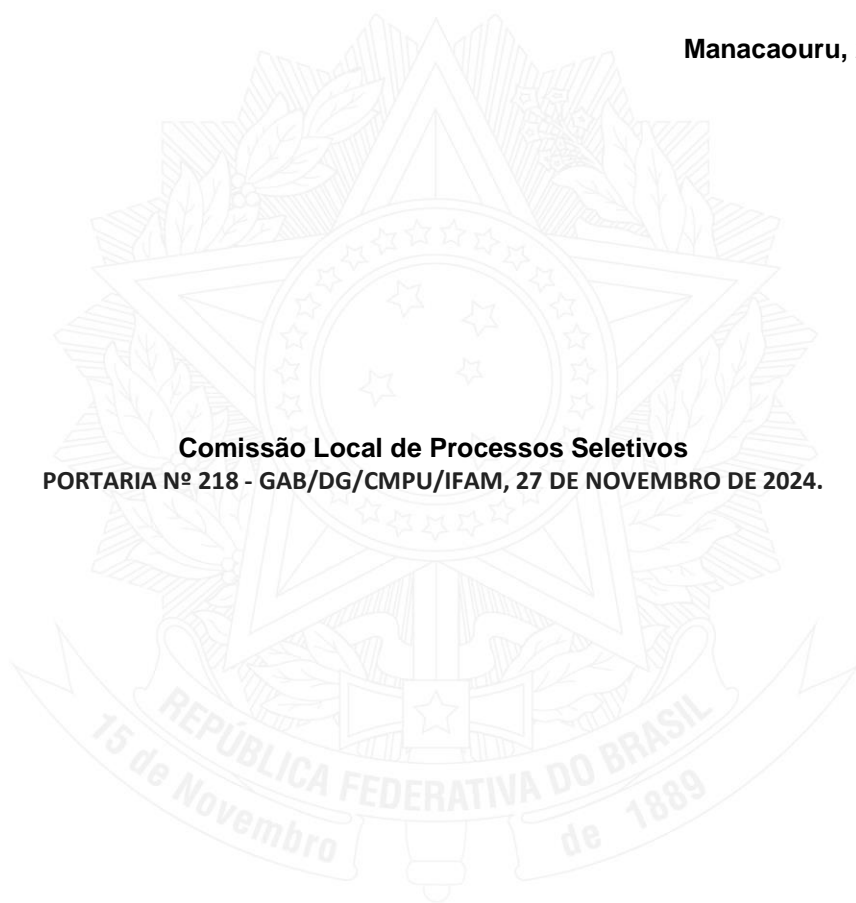 Manacaouru,
Comissão Local de Processos Seletivos
PORTARIA Nº 218 - GAB/DG/CMPU/IFAM, 27 DE NOVEMBRO DE 2024.
REPÚBLICA FEDERATIVA DO BRASIL
15 de Novembro de 1889